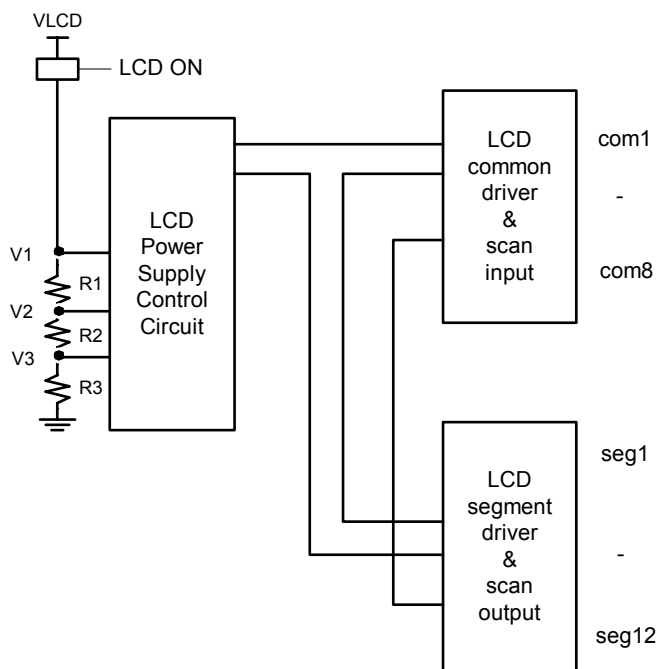 VLCD
LCD ON
LCD
Power
Supply
Control
Circuit
V1
R1
V2
R2
V3
R3
LCD
common
driver
&
scan
input
com1
-
com8
LCD
segment
driver
&
scan
output
seg1
-
seg12